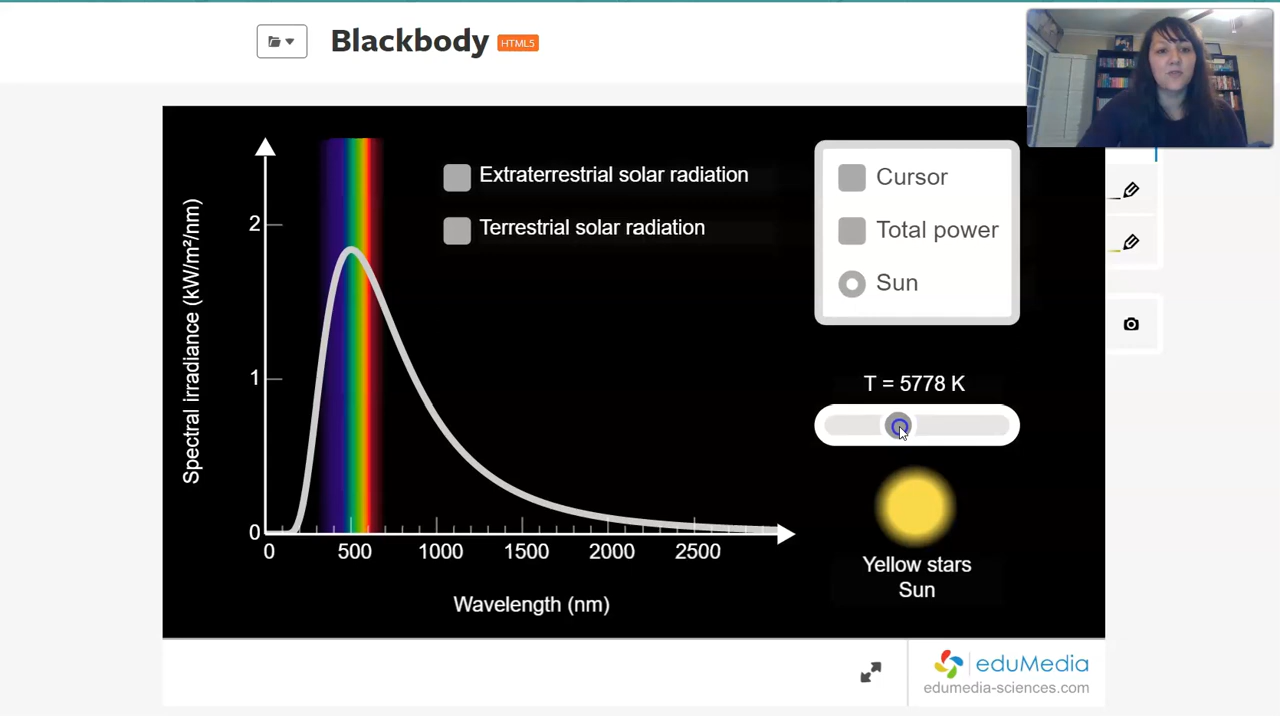 Blackbody HTML5
Spectral irradiance (kW/m²/nm)
2
1
0
Extraterrestrial solar radiation
Terrestrial solar radiation
0 500 1000 1500 2000 2500
Wavelength (nm)
Cursor
Total power
Sun
T = 5778 K
Yellow stars
Sun
eduMedia
edumedia-sciences.com